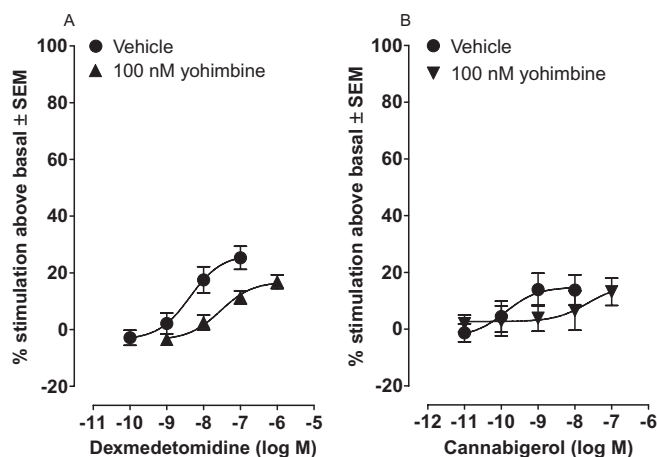 A
% stimulation above basal ± SEM
100
80
60
40
20
0
-20
Vehicle
100 nM yohimbine
-11 -10 -9 -8 -7 -6 -5
Dexmedetomidine (log M)
B
% stimulation above basal ± SEM
100
80
60
40
20
0
-20
Vehicle
100 nM yohimbine
-12 -11 -10 -9 -8 -7 -6
Cannabigerol (log M)